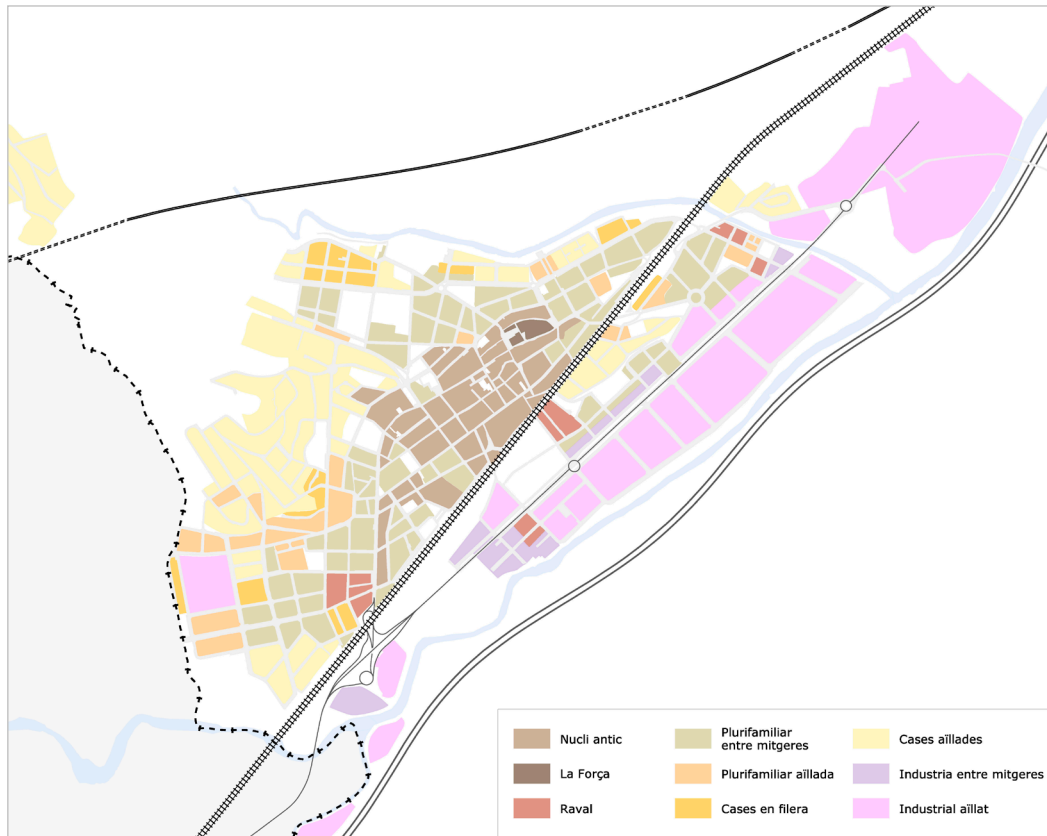 Nucli antic
La Força
Raval
Plurifamiliar
entre mitgeres
Plurifamiliar aïllada
Cases en filera
Cases aïllades
Industria entre mitgeres
Industrial aïllat